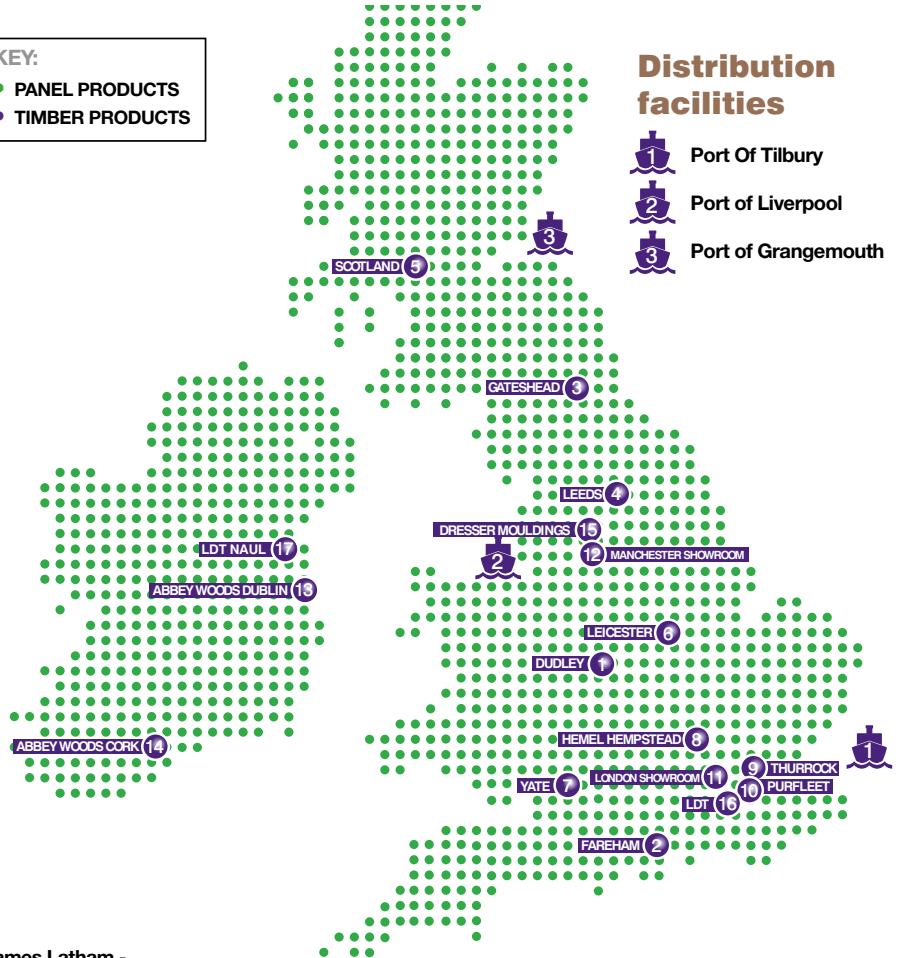 KEY:
PANEL PRODUCTS
TIMBER PRODUCTS
Distribution
facilities
1 Port Of Tilbury
2 Port of Liverpool
3 Port of Grangemouth
3
SCOTLAND 5
GATESHEAD 3
LEEDS 4
DRESSER MOULDINGS 15
2
12 MANCHESTER SHOWROOM
LDT NAUL 17
ABBEY WOODS DUBLIN 13
LEICESTER 6
DUDLEY 1
HEMEL HEMPSTEAD 8
ABBEY WOODS CORK 14
1
9 THURROCK
LONDON SHOWROOM 11
YATE 7
10 PURFLEET
LDT 16
FAREHAM 2
Latham -